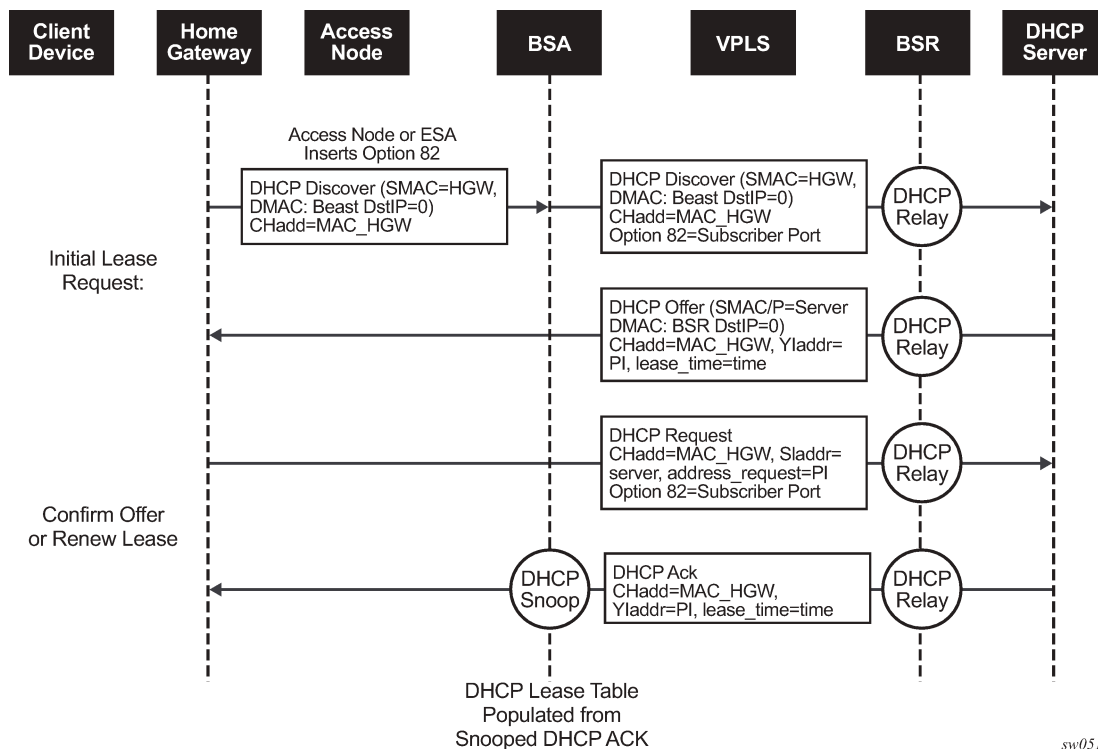 Client
Device
Home
Gateway
Access
Node
BSA
VPLS
BSR
DHCP
Server
Access Node or ESA
Inserts Option 82
DHCP Discover (SMAC=HGW,
DMAC: Beast DstIP=0)
CHadd=MAC_HGW
DHCP Discover (SMAC=HGW,
DMAC: Beast DstIP=0)
CHadd=MAC_HGW
Option 82=Subscriber Port
DHCP
Relay
Initial Lease
Request:
DHCP Offer (SMAC/P=Server
DMAC: BSR DstIP=0)
CHadd=MAC_HGW, YIaddr=
PI, lease_time=time
DHCP
Relay
DHCP Request
CHadd=MAC_HGW, SIaddr=
server, address_request=PI
Option 82=Subscriber Port
DHCP
Relay
Confirm Offer
or Renew Lease
DHCP
Snoop
DHCP Ack
CHadd=MAC_HGW,
YIaddr=PI, lease_time=time
DHCP
Relay
DHCP Lease Table
Populated from
Snooped DHCP ACK